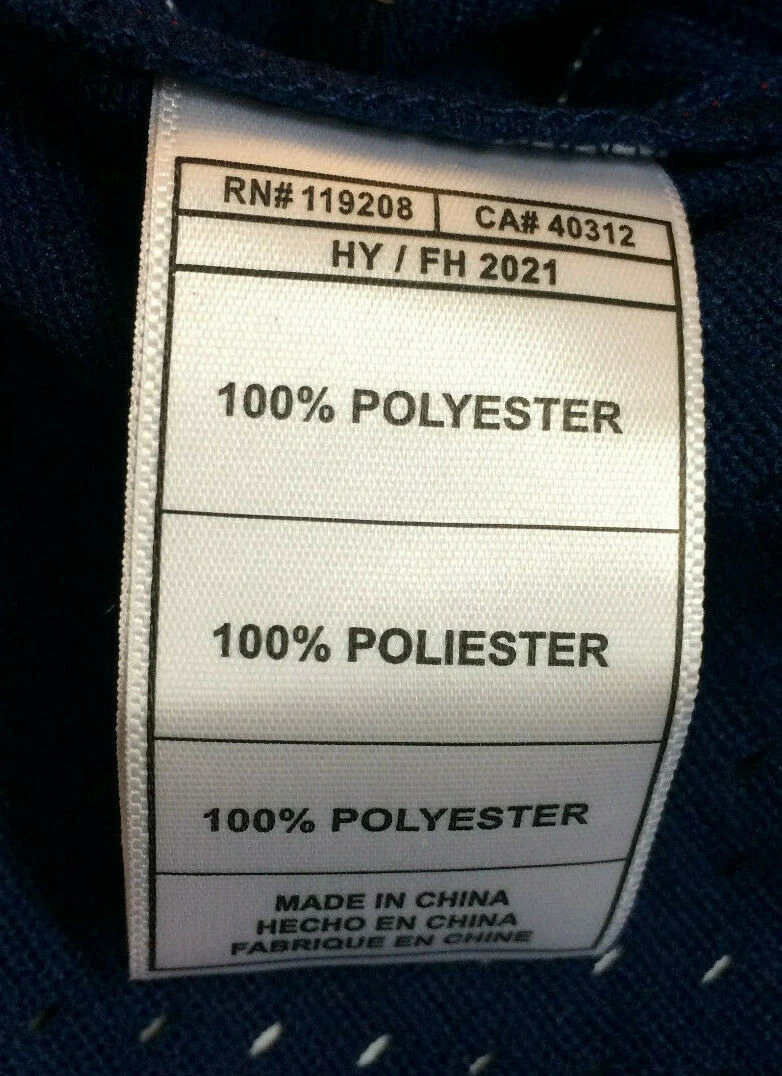 RN# 119208 CA# 40312
HY / FH 2021
100% POLYESTER
100% POLIESTER
100% POLYESTER
MADE IN CHINA
HECHO EN CHINA
FABRIQUE EN CHINE